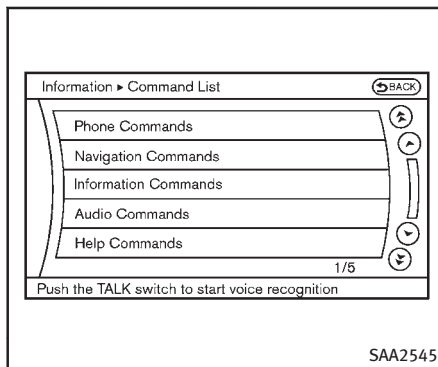 Information ▸ Command List
BACK
Phone Commands
Navigation Commands
Information Commands
Audio Commands
Help Commands
1/5
Push the TALK switch to start voice recognition
SAA2545